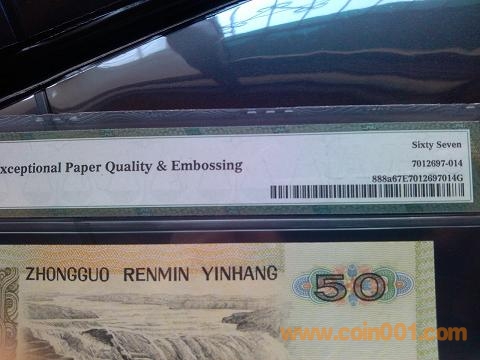 Sixty Seven
xceptional Paper Quality & Embossing
7012697-014
888a67E7012697014G
ZHONGGUO RENMIN YINHANG
50
www.coin001.com